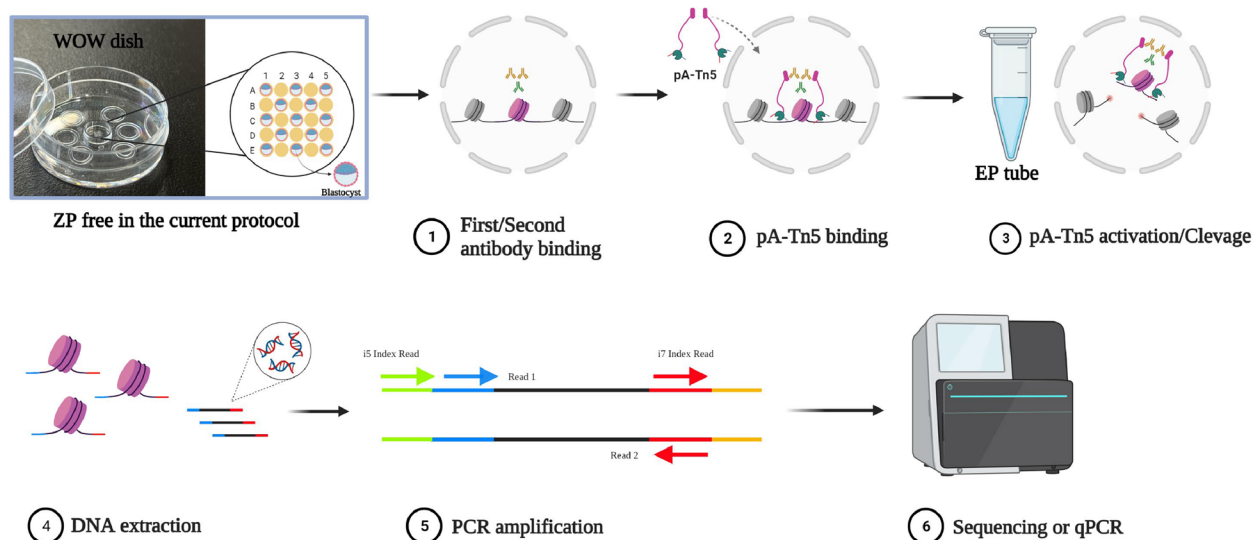 WOW dish
1 2 3 4 5
A
B
C
D
E
Blastocyst
ZP free in the current protocol
pA-Tn5
EP tube
1 First/Second
antibody binding
2 pA-Tn5 binding
3 pA-Tn5 activation/Clevage
i5 Index Read
Read 1
i7 Index Read
Read 2
4 DNA extraction
5 PCR amplification
6 Sequencing or qPCR